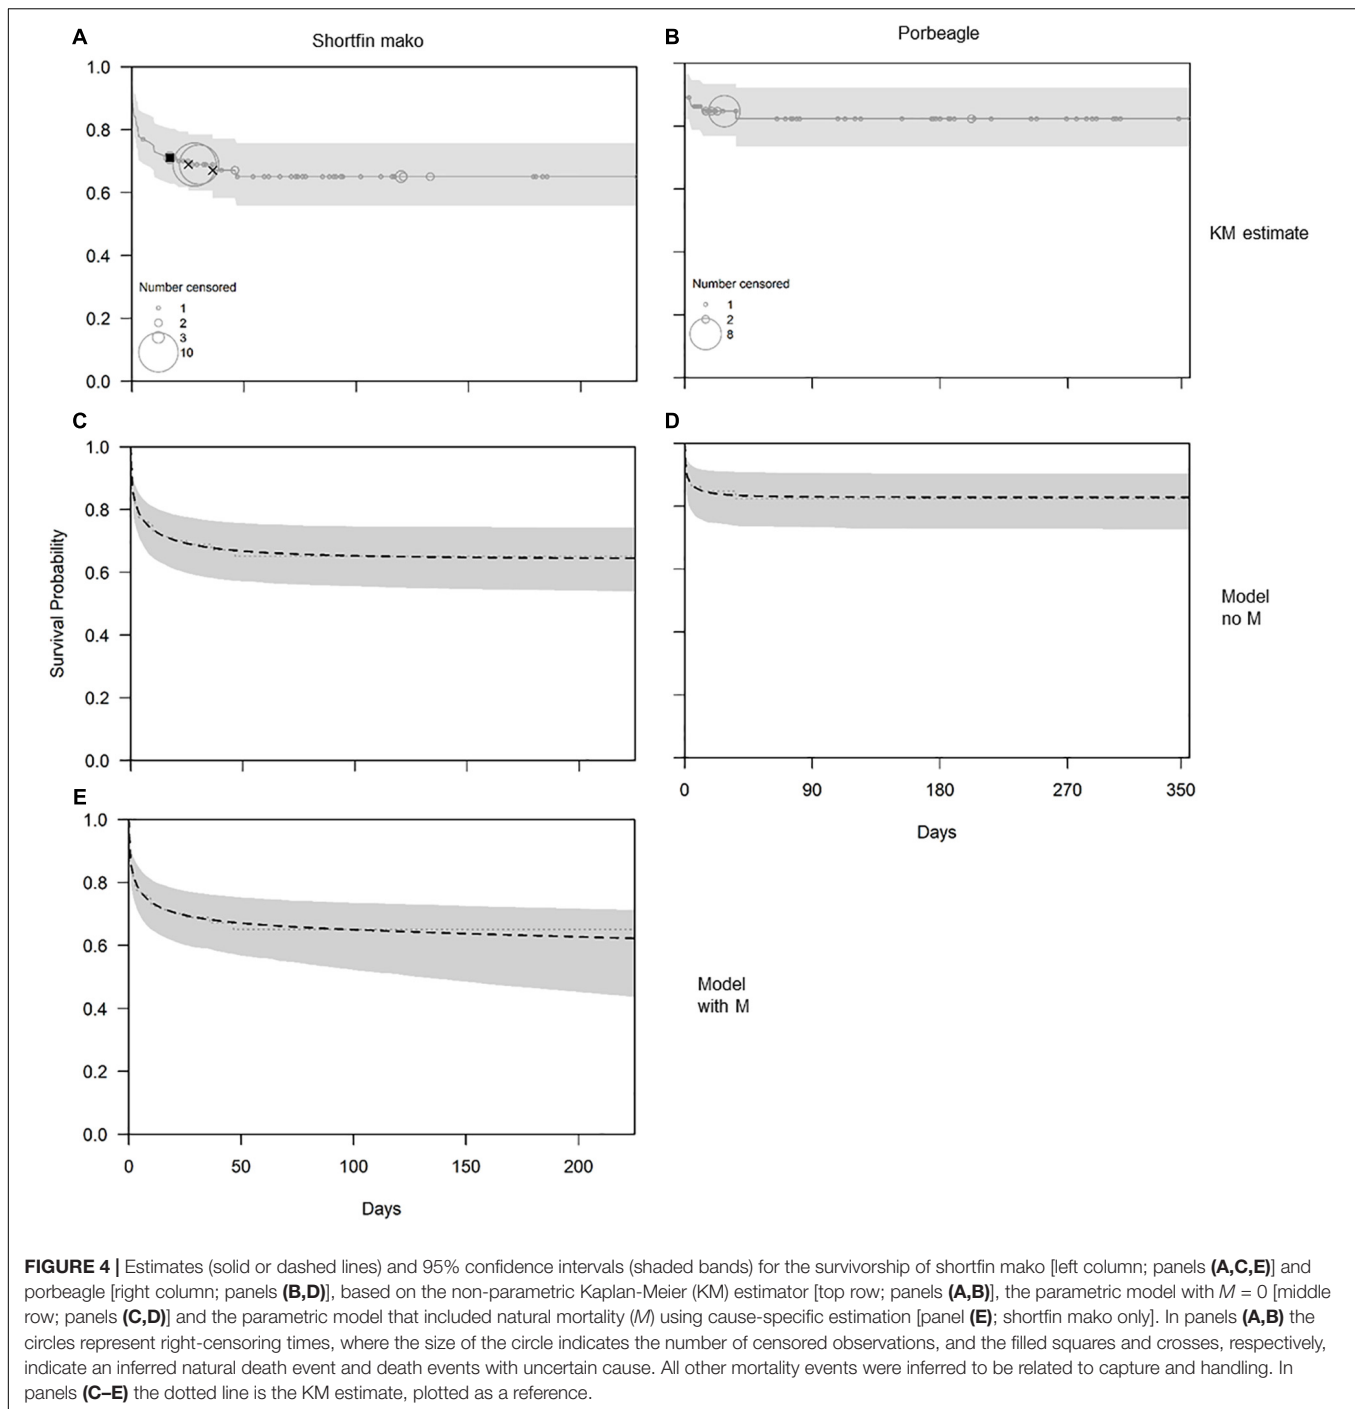 A
Shortfin mako
B
Porbeagle
1.0
0.8
0.6
0.4
0.2
0.0
Number censored
1
2
3
10
Number censored
1
2
8
KM estimate
C
D
1.0
0.8
0.6
0.4
0.2
0.0
Survival Probability
Model
no M
0 90 180 270 350
Days
E
1.0
0.8
0.6
0.4
0.2
0.0
0 50 100 150 200
Days
Model
with M
FIGURE 4 | Estimates (solid or dashed lines) and 95% confidence intervals (shaded bands) for the survivorship of shortfin mako [left column; panels (A,C,E)] and
porbeagle [right column; panels (B,D)], based on the non-parametric Kaplan-Meier (KM) estimator [top row; panels (A,B)], the parametric model with M = 0 [middle
row; panels (C,D)] and the parametric model that included natural mortality (M) using cause-specific estimation [panel (E); shortfin mako only]. In panels (A,B) the
circles represent right-censoring times, where the size of the circle indicates the number of censored observations, and the filled squares and crosses, respectively,
indicate an inferred natural death event and death events with uncertain cause. All other mortality events were inferred to be related to capture and handling. In
panels (C–E) the dotted line is the KM estimate, plotted as a reference.